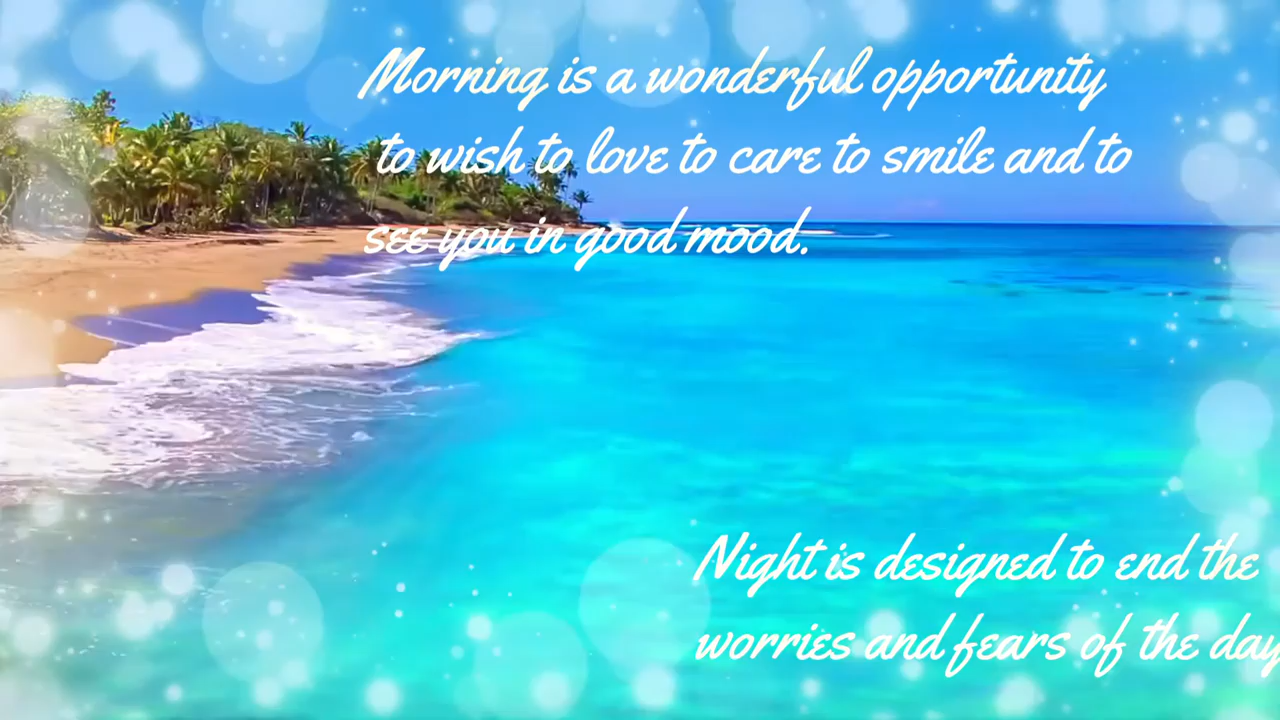 Morning is a wonderful opportunity
to wish to love to care to smile and to
see you in good mood.
Night is designed to end the
worries and fears of the day